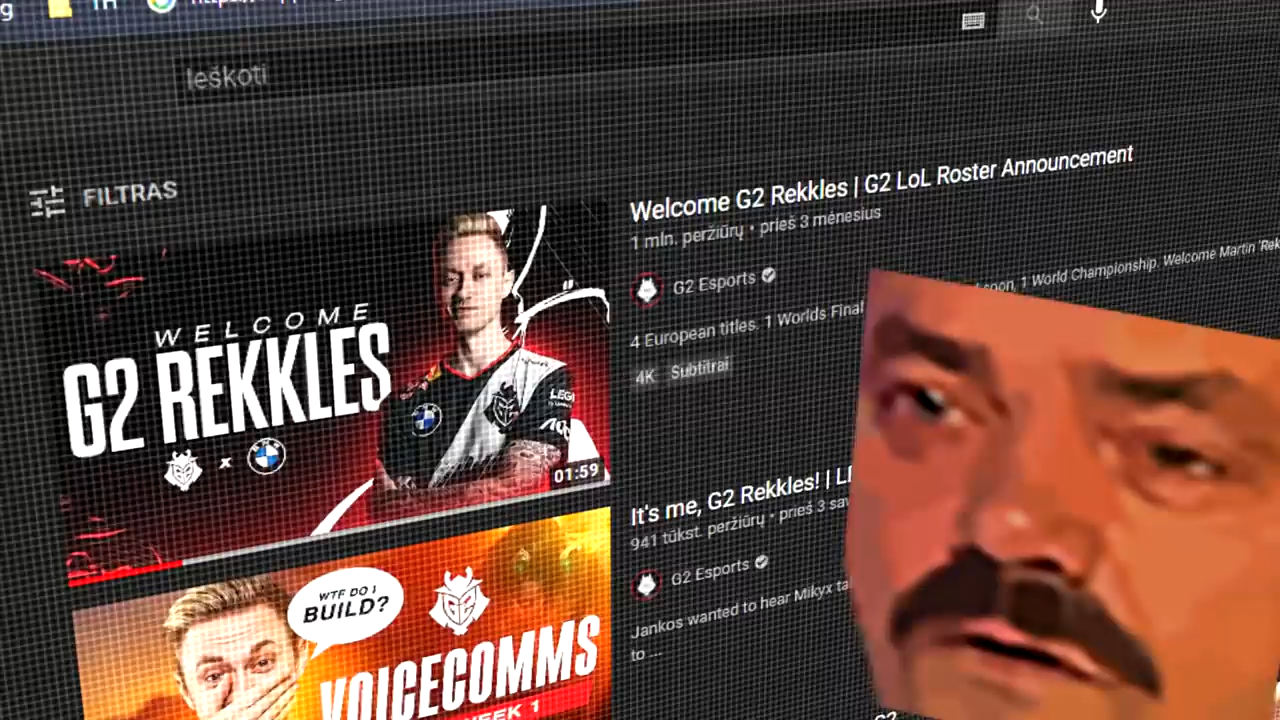 Ieškoti
FILTRAS
WELCOME
G2 REKKLES
x
01:59
Welcome G2 Rekkles | G2 LoL Roster Announcement
1 mln. peržiūrų • prieš 3 mėnesius
G2 Esports
4 European titles. 1 Worlds Final soon, 1 World Championship. Welcome Martin 'Rek
4K Subtitrai
WTF DO I
BUILD?
VOICECOMMS
WEEK 1
It's me, G2 Rekkles! |
941 tūkst. peržiūrų • prieš 3
G2 Esports
Jankos wanted to hear Mikyx
to ...
G2